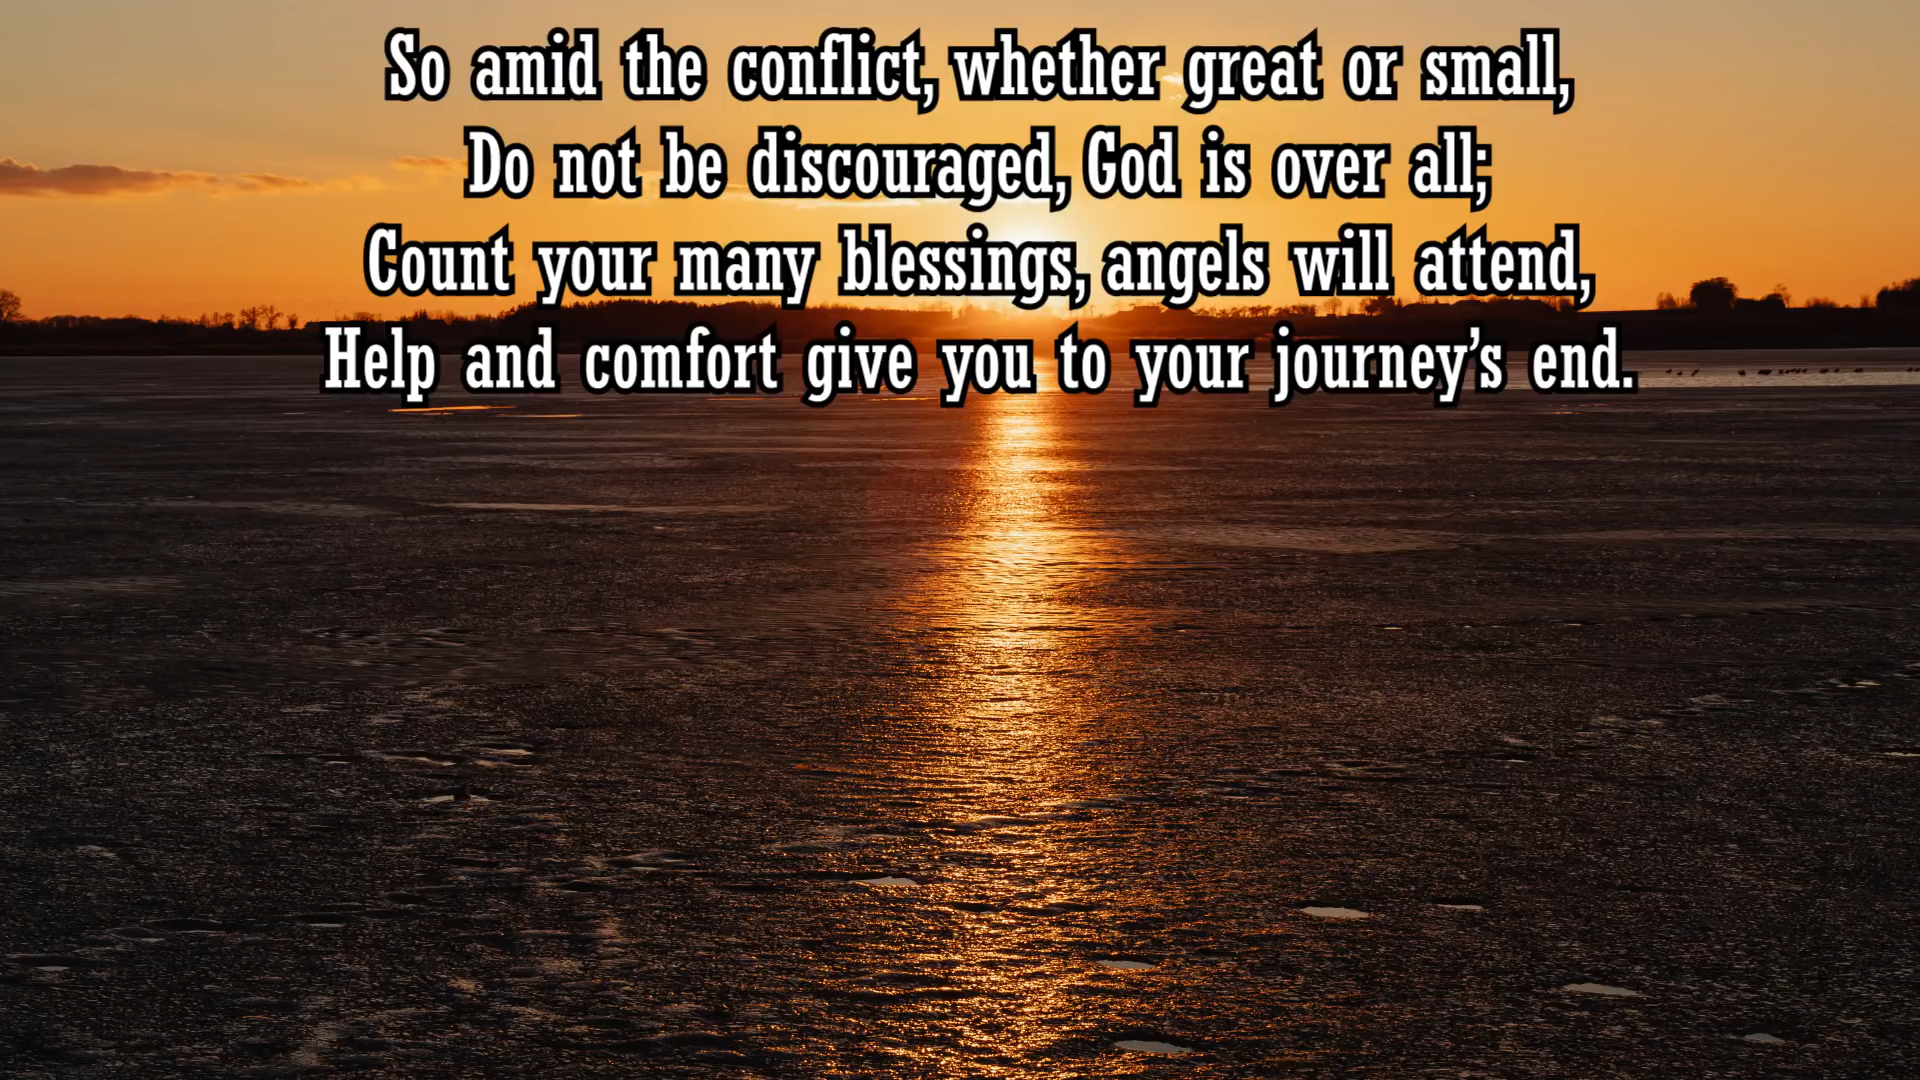 So amid the conflict, whether great or small,
Do not be discouraged, God is over all;
Count your many blessings, angels will attend,
Help and comfort give you to your journey’s end.